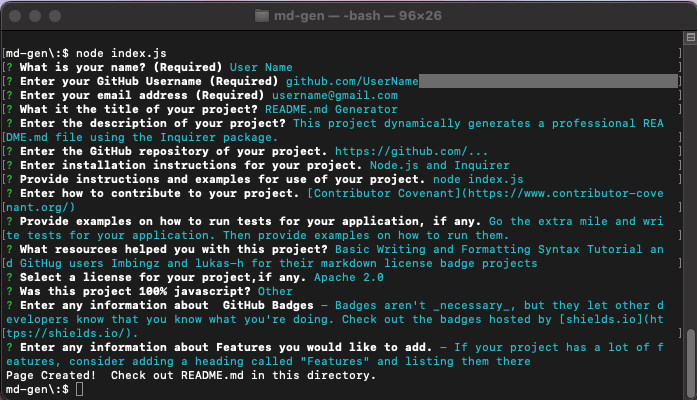 md-gen — -bash — 96×26
[md-gen\:$ node index.js ]
[? What is your name? (Required) User Name ]
[? Enter your GitHub Username (Required) github.com/UserName ]
[? Enter your email address (Required) username@gmail.com ]
[? What it the title of your project? README.md Generator ]
[? Enter the description of your project? This project dynamically generates a professional REA ]
[DME.md file using the Inquirer package. ]
[? Enter the GitHub repository of your project. https://github.com/... ]
[? Enter installation instructions for your project. Node.js and Inquirer ]
[? Provide instructions and examples for use of your project. node index.js ]
? Enter how to contribute to your project. [Contributor Covenant](https://www.contributor-cove
[nant.org/) ]
? Provide examples on how to run tests for your application, if any. Go the extra mile and wri
[te tests for your application. Then provide examples on how to run them. ]
[? What resources helped you with this project? Basic Writing and Formatting Syntax Tutorial an ]
d GitHug users Imbingz and lukas-h for their markdown license badge projects
? Select a license for your project,if any. Apache 2.0
? Was this project 100% javascript? Other
? Enter any information about  GitHub Badges – Badges aren't _necessary_, but they let other d
evelopers know that you know what you're doing. Check out the badges hosted by [shields.io](ht
[tps://shields.io/). ]
? Enter any information about Features you would like to add. – If your project has a lot of f
eatures, consider adding a heading called "Features" and listing them there
Page Created!  Check out README.md in this directory.
md-gen\:$